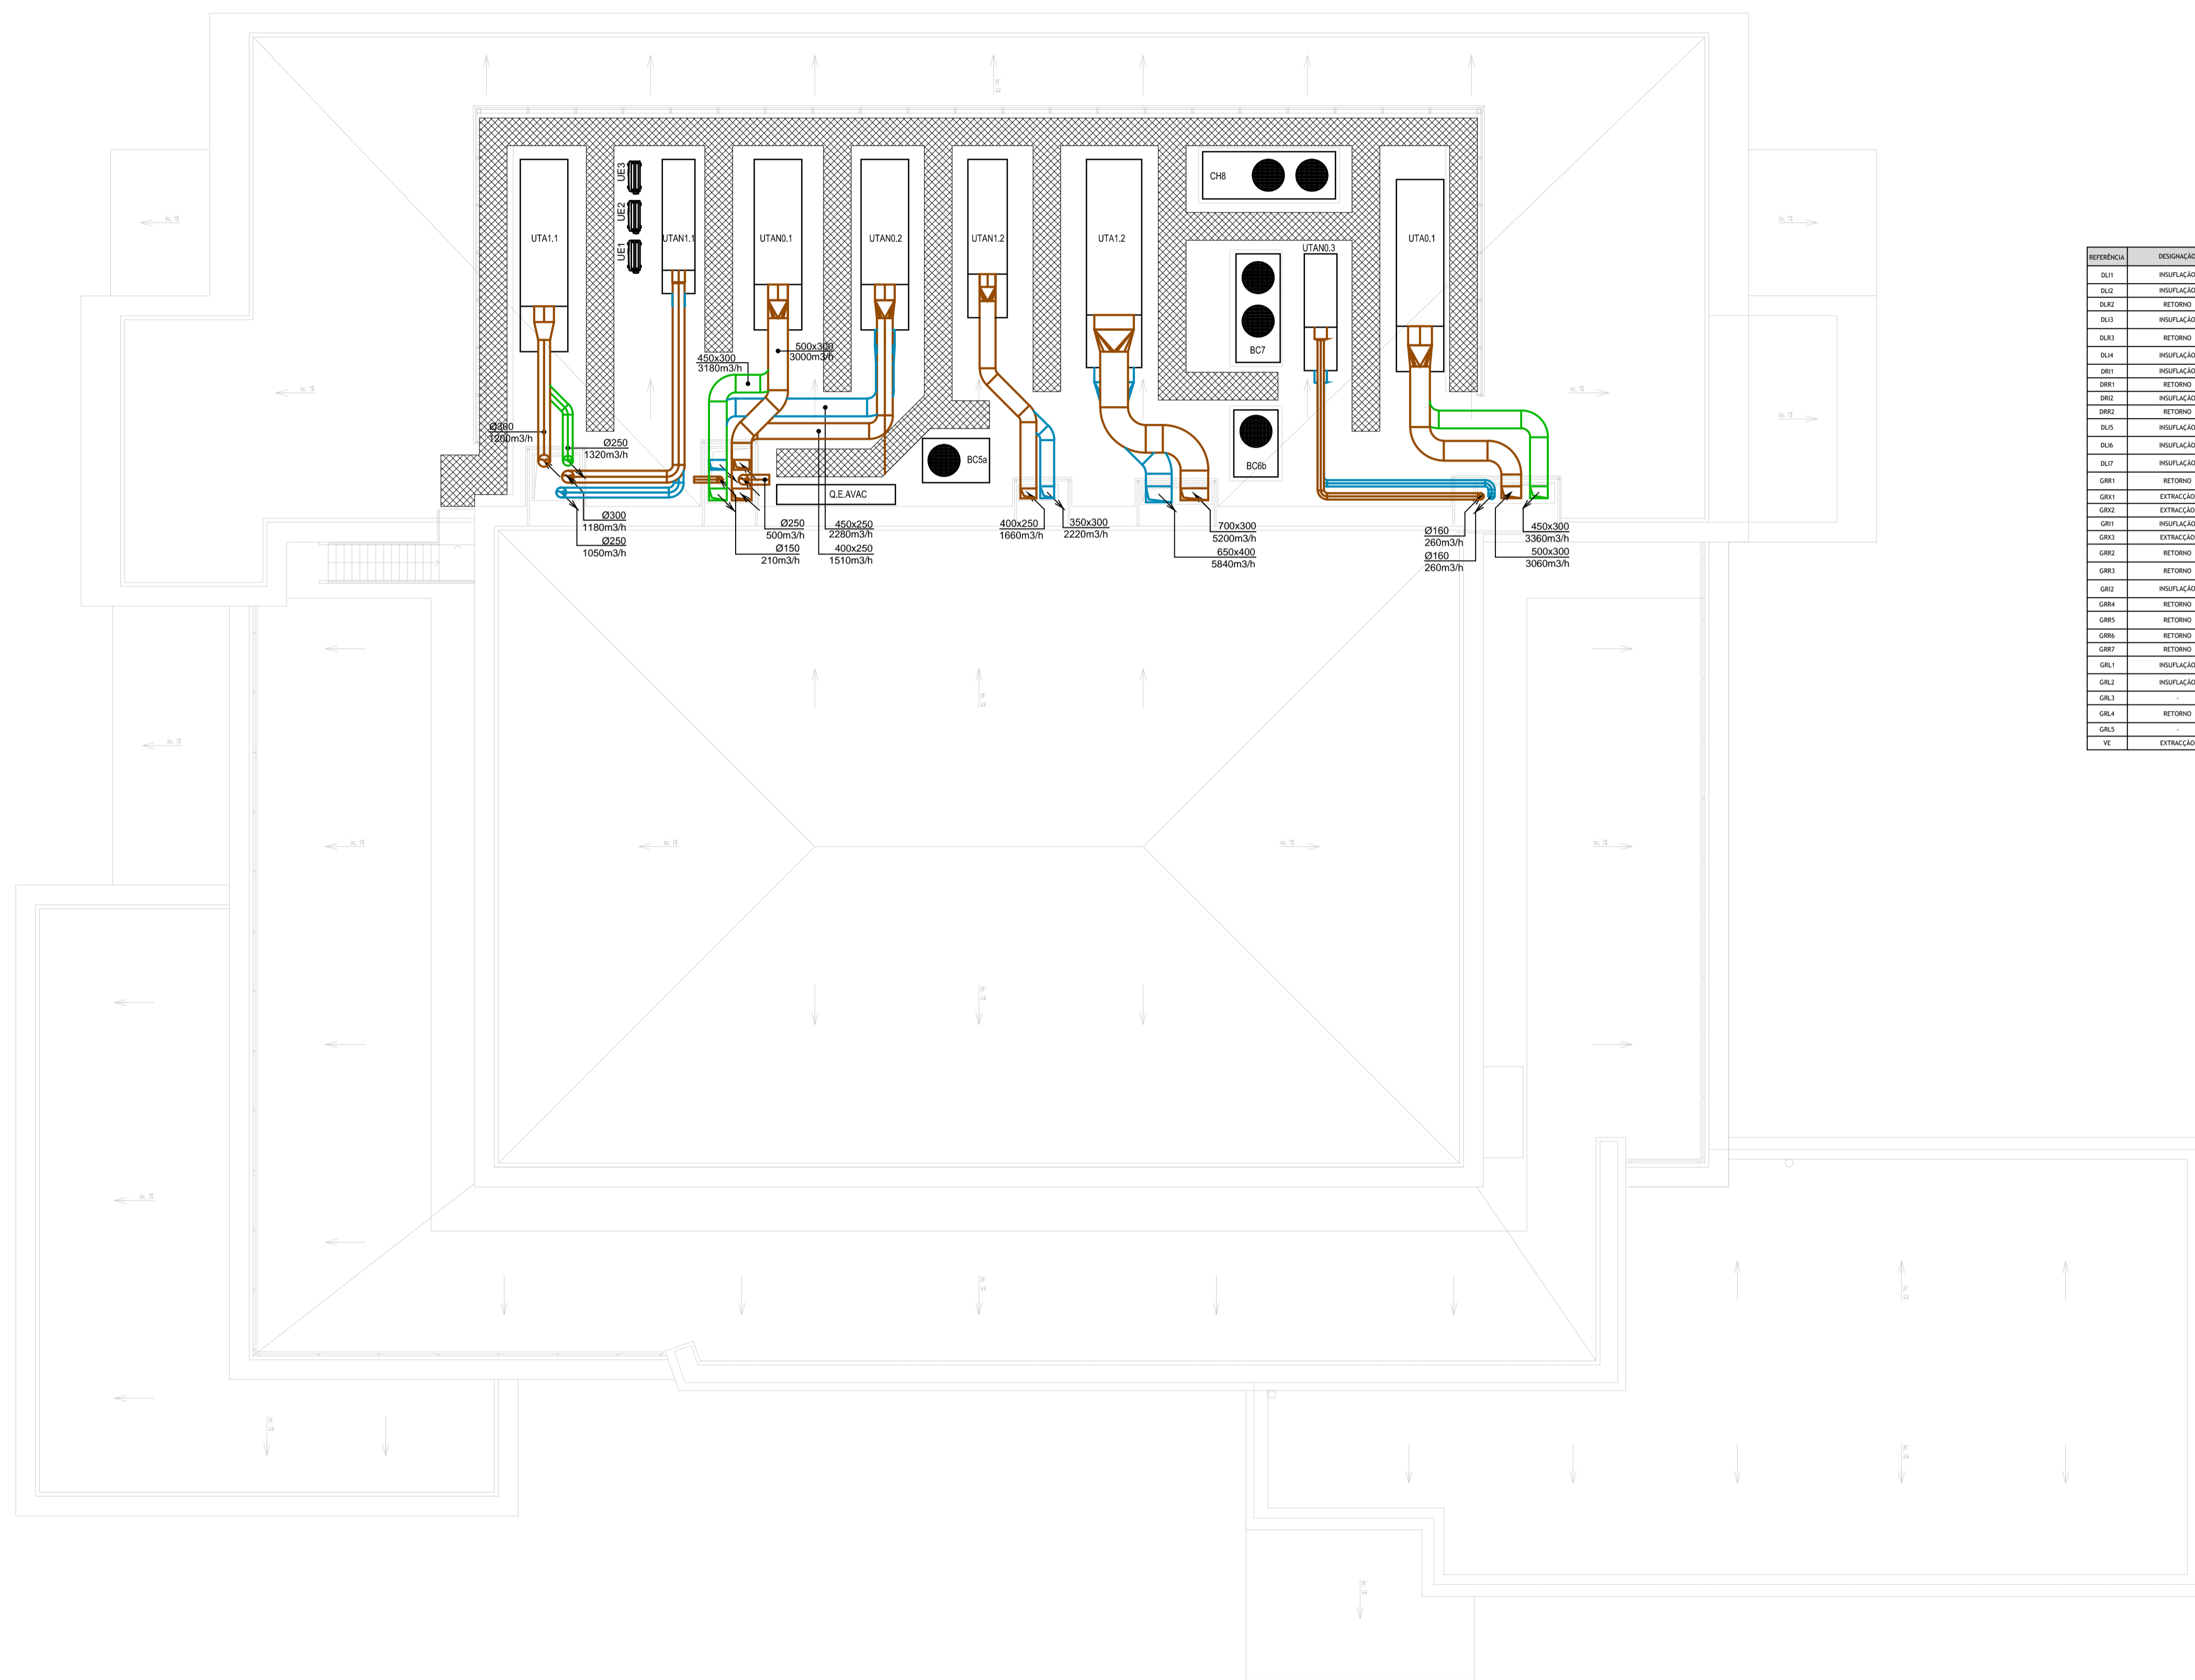 CH8
UE3
UE2
UE1
UTA1.1
UTAN1.1
UTAN0.1
UTAN0.2
UTAN1.2
UTA1.2
UTAN0.3
UTA0.1
BC7
BC6b
BC5a
Q.E.AVAC
450x300
3180m3/h
500x300
3000m3/h
Ø300
1200m3/h
Ø250
1320m3/h
Ø300
1180m3/h
Ø250
1050m3/h
Ø250
500m3/h
Ø150
210m3/h
450x250
2280m3/h
400x250
1510m3/h
400x250
1660m3/h
350x300
2220m3/h
700x300
5200m3/h
650x400
5840m3/h
Ø160
260m3/h
Ø160
260m3/h
450x300
3360m3/h
500x300
3060m3/h
REFERÊNCIA DESIGNAÇÃO
DLI1 INSUFLAÇÃO
DLI2 INSUFLAÇÃO
DLR2 RETORNO
DLI3 INSUFLAÇÃO
DLR3 RETORNO
DLI4 INSUFLAÇÃO
DRI1 INSUFLAÇÃO
DRR1 RETORNO
DRI2 INSUFLAÇÃO
DRR2 RETORNO
DLI5 INSUFLAÇÃO
DLI6 INSUFLAÇÃO
DLI7 INSUFLAÇÃO
GRR1 RETORNO
GRX1 EXTRACÇÃO
GRX2 EXTRACÇÃO
GRI1 INSUFLAÇÃO
GRX3 EXTRACÇÃO
GRR2 RETORNO
GRR3 RETORNO
GRI2 INSUFLAÇÃO
GRR4 RETORNO
GRR5 RETORNO
GRR6 RETORNO
GRR7 RETORNO
GRL1 INSUFLAÇÃO
GRL2 INSUFLAÇÃO
GRL3 -
GRL4 RETORNO
GRL5 -
VE EXTRACÇÃO